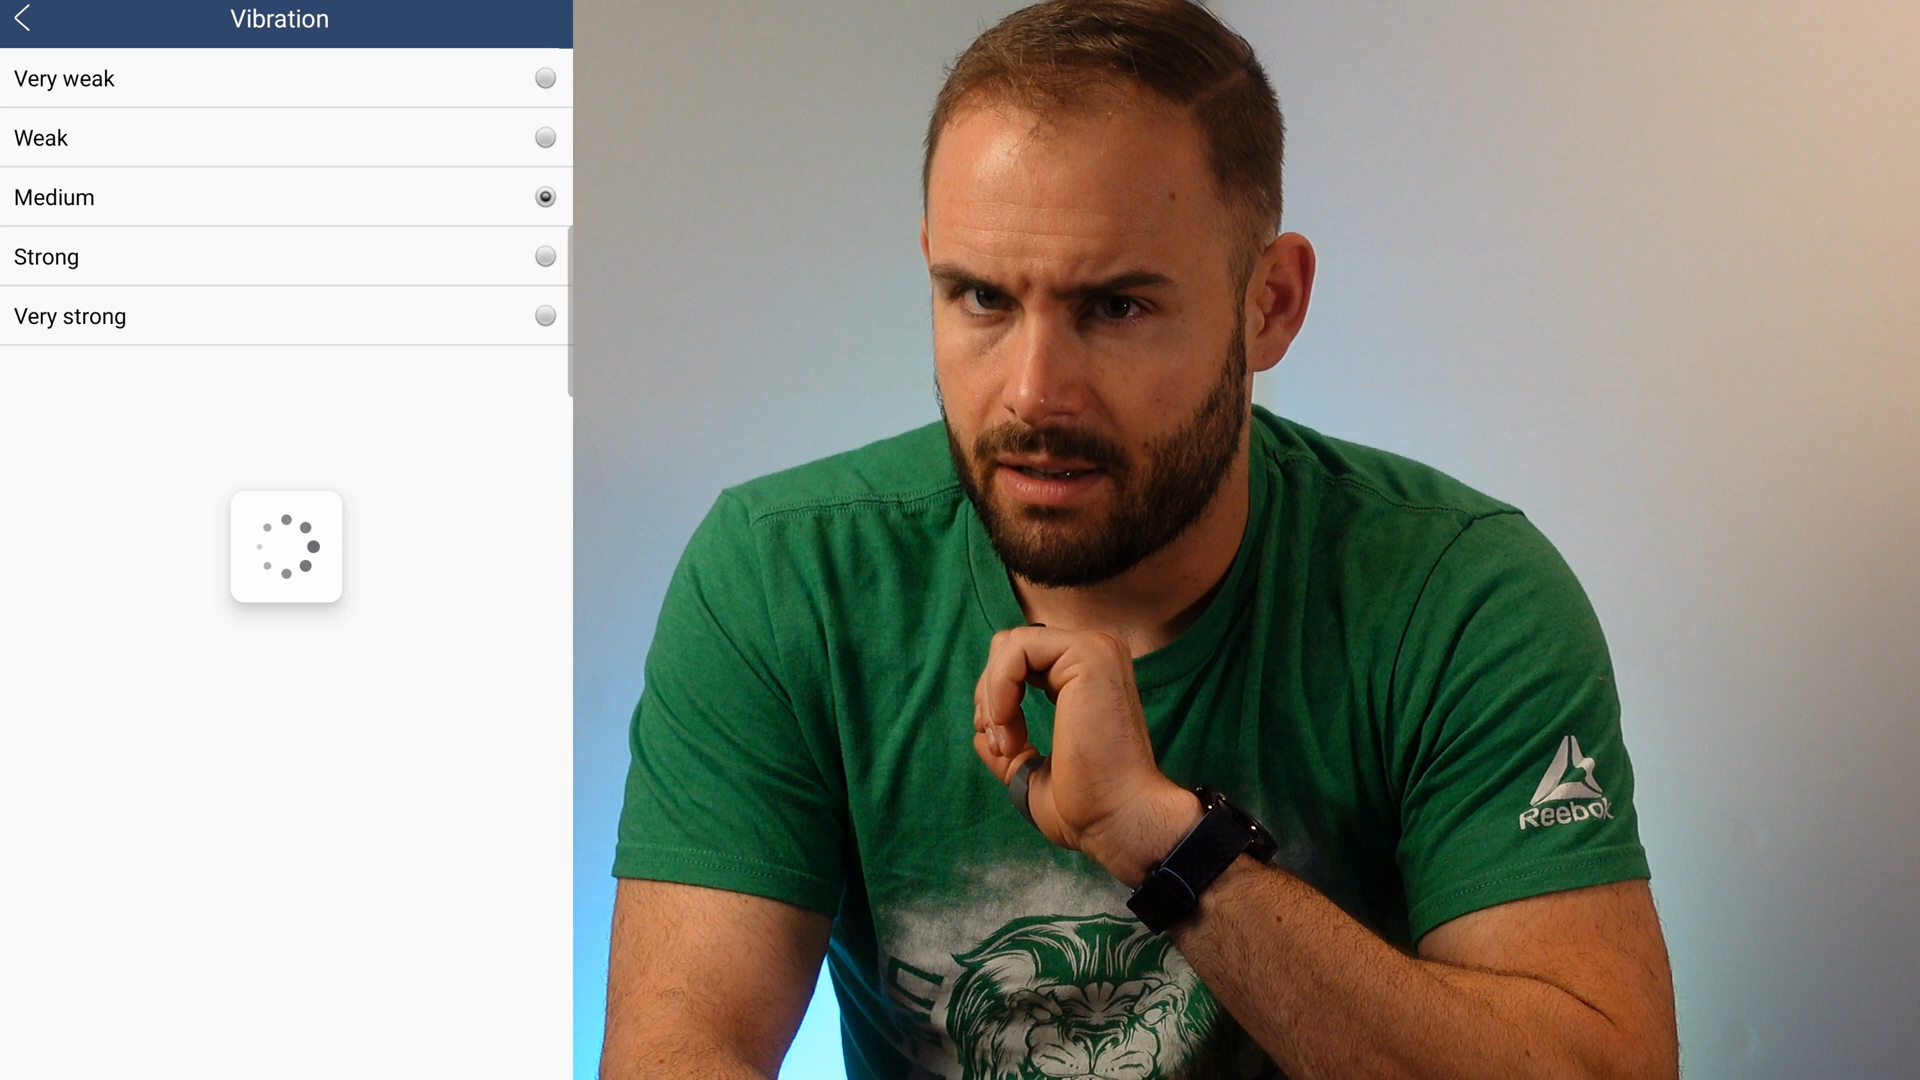 Vibration
Very weak
Weak
Medium
Strong
Very strong
Reebok